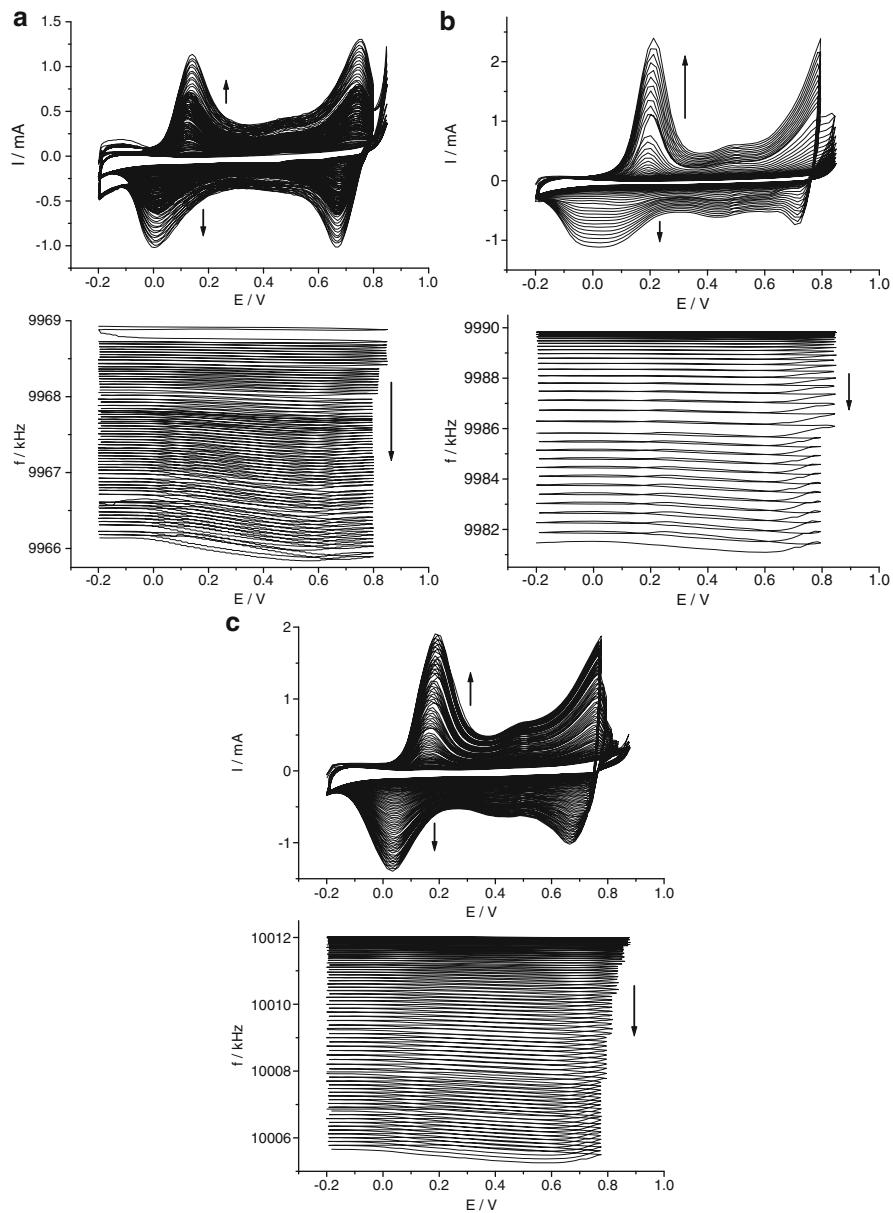 a
1.5
1.0
0.5
0.0
-0.5
-1.0
I / mA
-0.2 0.0 0.2 0.4 0.6 0.8 1.0
E / V
9969
9968
9967
9966
f / kHz
-0.2 0.0 0.2 0.4 0.6 0.8 1.0
E / V
b
2
1
0
-1
I / mA
-0.2 0.0 0.2 0.4 0.6 0.8 1.0
E / V
9990
9988
9986
9984
9982
f / kHz
-0.2 0.0 0.2 0.4 0.6 0.8 1.0
E / V
c
2
1
0
-1
I / mA
-0.2 0.0 0.2 0.4 0.6 0.8 1.0
E / V
10012
10010
10008
10006
f / kHz
-0.2 0.0 0.2 0.4 0.6 0.8 1.0
E / V